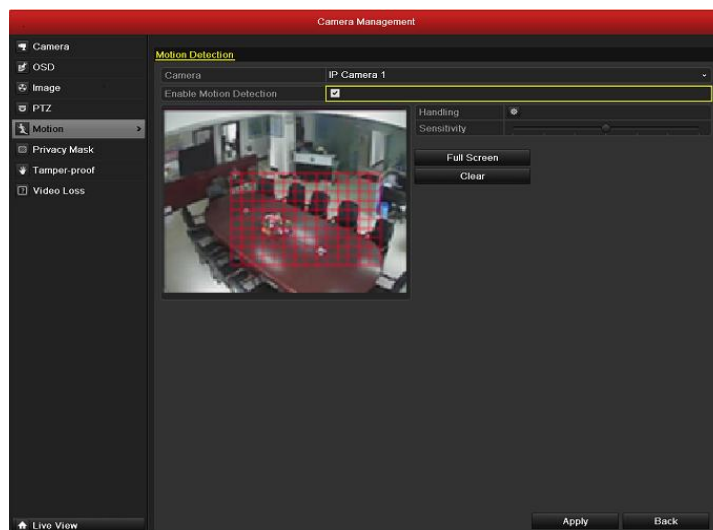 Camera Management
Camera
OSD
Image
PTZ
Motion
Privacy Mask
Tamper-proof
Video Loss
Live View
Motion Detection
Camera IP Camera 1
Enable Motion Detection
Handling
Sensitivity
Full Screen
Clear
Apply Back